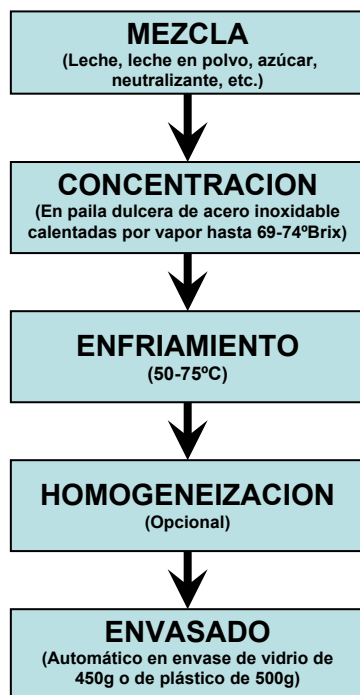 MEZCLA
(Leche, leche en polvo, azúcar,
neutralizante, etc.)
CONCENTRACION
(En paila dulcera de acero inoxidable
calentadas por vapor hasta 69-74ºBrix)
ENFRIAMIENTO
(50-75ºC)
HOMOGENEIZACION
(Opcional)
ENVASADO
(Automático en envase de vidrio de
450g o de plástico de 500g)